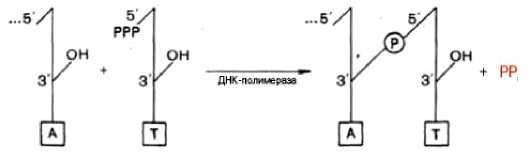 ...5′ 5′ ...5′ 5′
PPP
OH OH P OH
3′ + 3′ ДНК-полимераза 3′ 3′ + PPi
A T A T